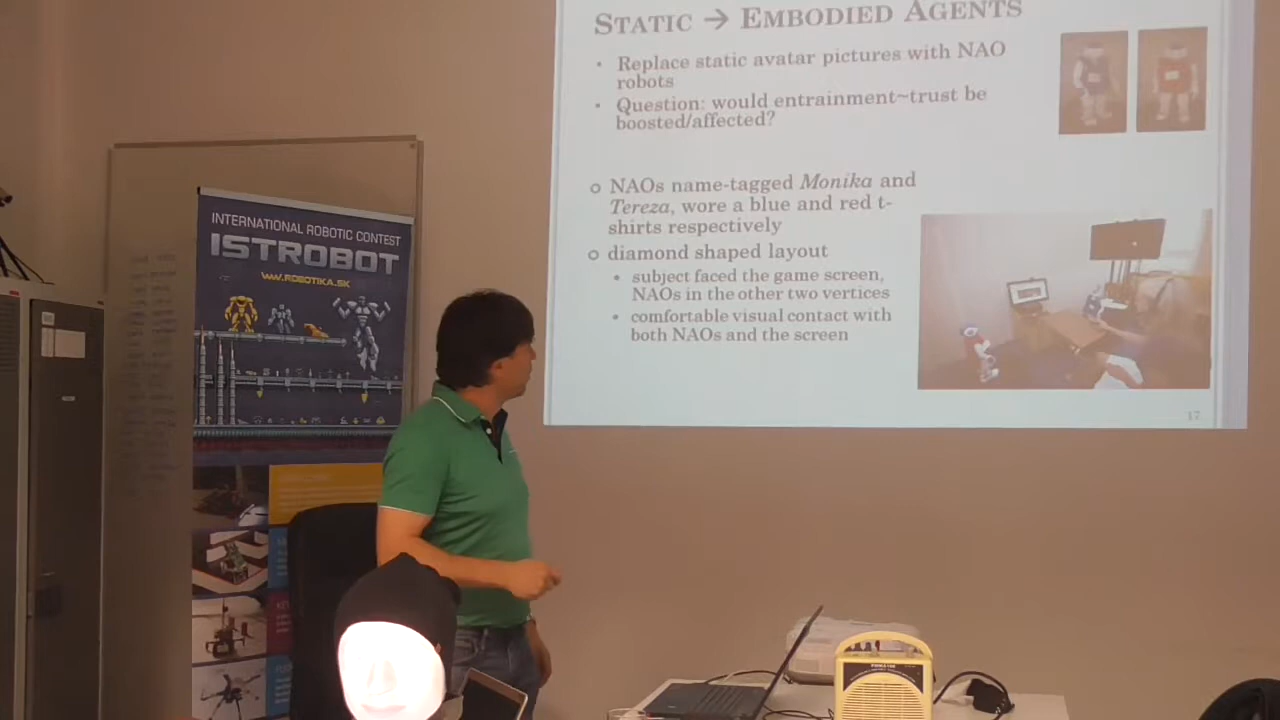 STATIC → EMBODIED AGENTS
• Replace static avatar pictures with NAO
robots
• Question: would entrainment~trust be
boosted/affected?
o NAOs name-tagged Monika and
Tereza, wore a blue and red t-
shirts respectively
o diamond shaped layout
• subject faced the game screen,
NAOs in the other two vertices
• comfortable visual contact with
both NAOs and the screen
17
INTERNATIONAL ROBOTIC CONTEST
ISTROBOT
WWW.ROBOTIKA.SK